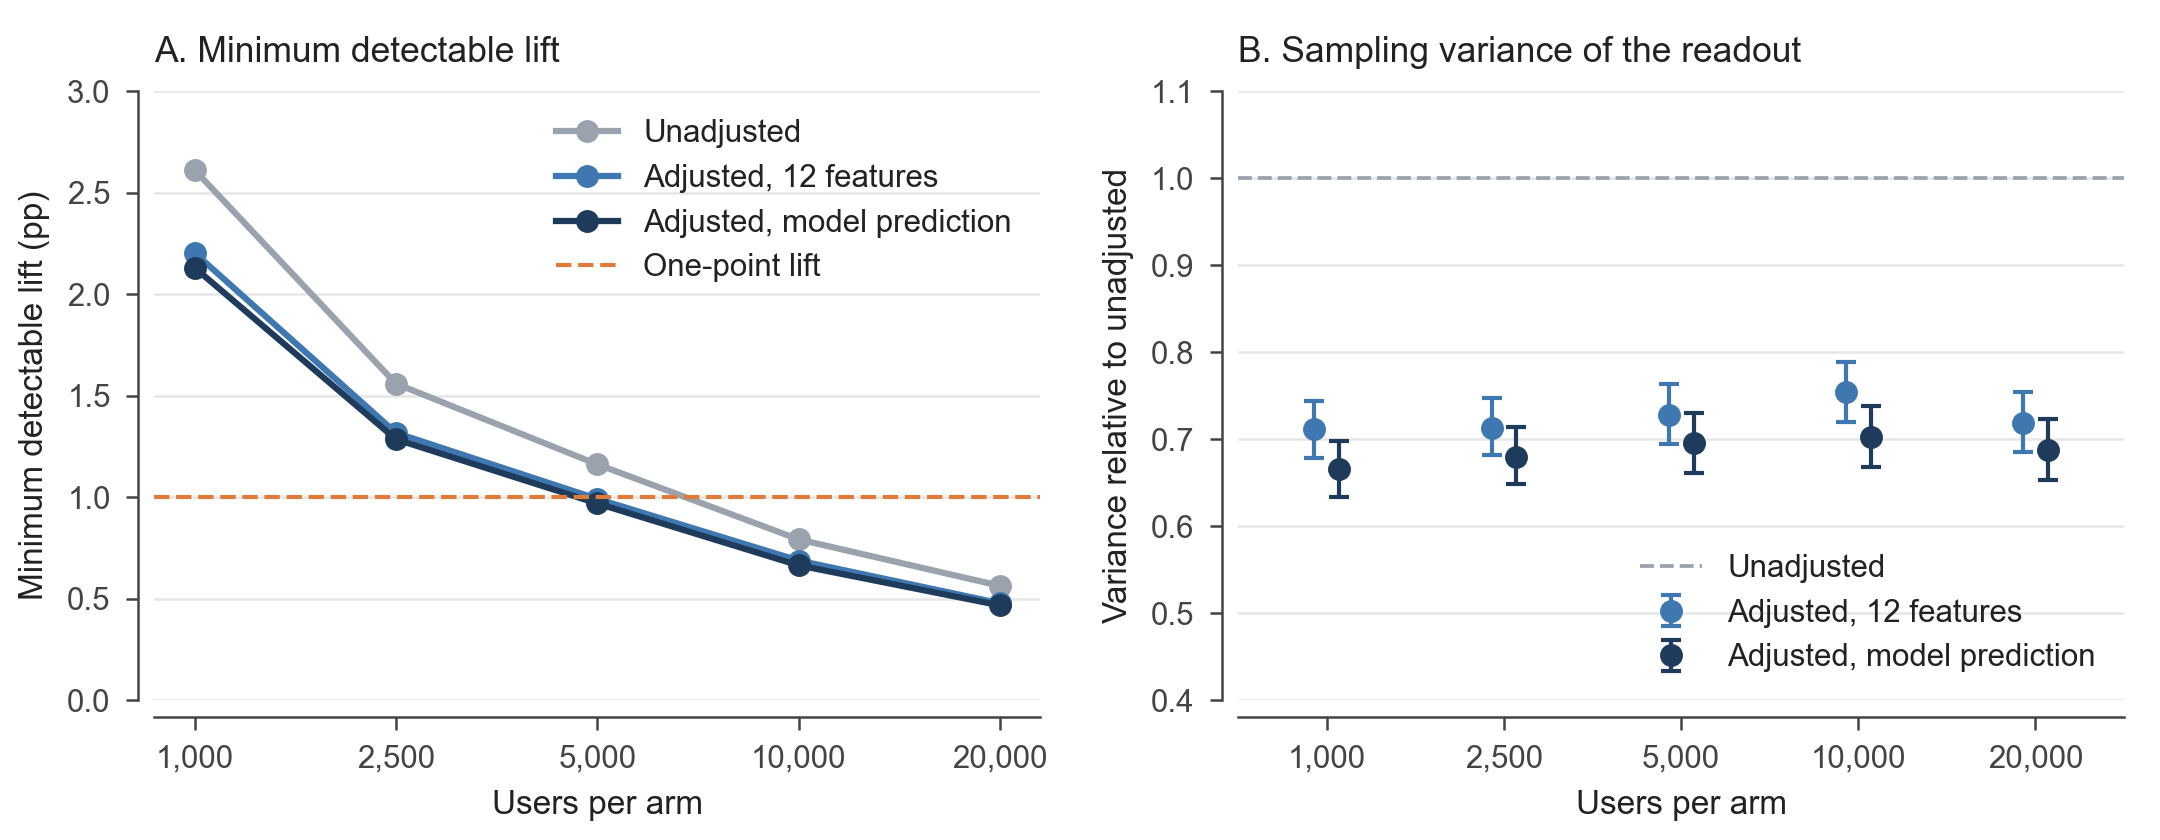 A. Minimum detectable lift
Minimum detectable lift (pp)
3.0
2.5
2.0
1.5
1.0
0.5
0.0
Unadjusted
Adjusted, 12 features
Adjusted, model prediction
One-point lift
1,000
2,500
5,000
10,000
20,000
Users per arm
B. Sampling variance of the readout
Variance relative to unadjusted
1.1
1.0
0.9
0.8
0.7
0.6
0.5
0.4
Unadjusted
Adjusted, 12 features
Adjusted, model prediction
1,000
2,500
5,000
10,000
20,000
Users per arm